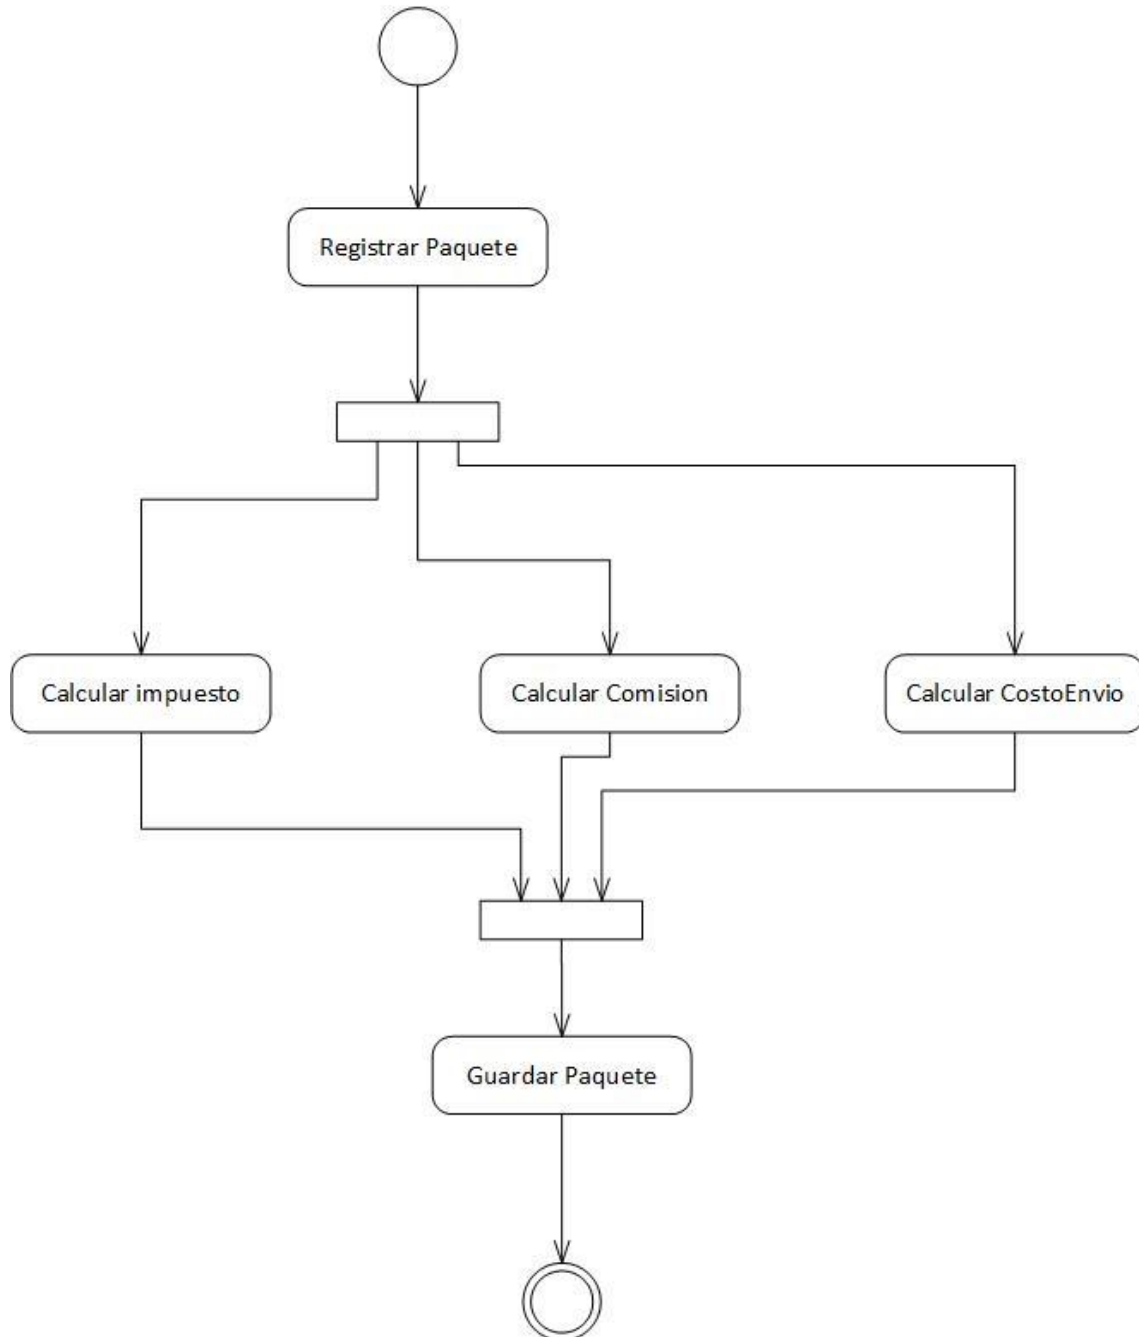 Registrar Paquete
Calcular impuesto
Calcular Comision
Calcular CostoEnvio
Guardar Paquete